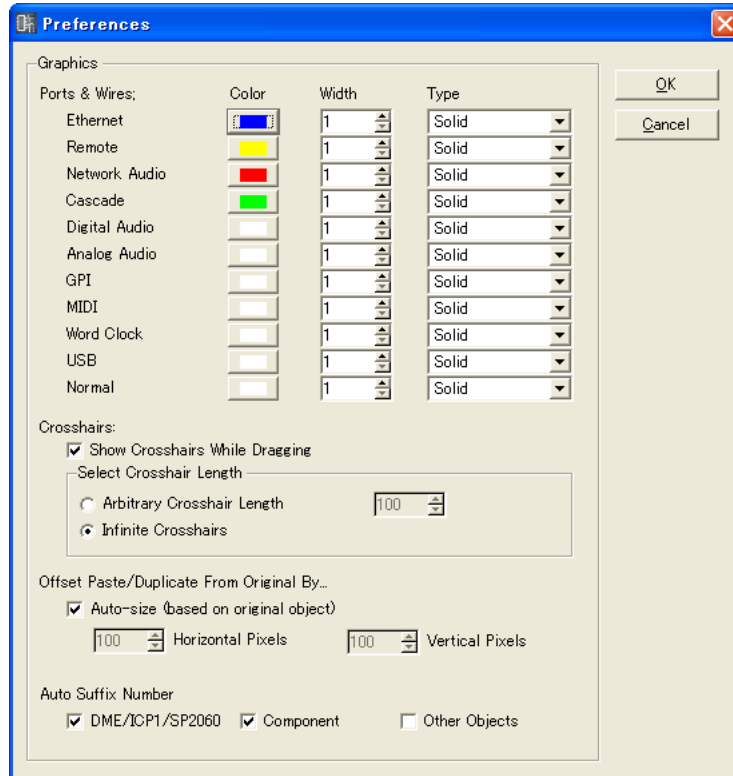 Preferences
Graphics
OK
Cancel
Ports & Wires; Color Width Type
Ethernet 1 Solid
Remote 1 Solid
Network Audio 1 Solid
Cascade 1 Solid
Digital Audio 1 Solid
Analog Audio 1 Solid
GPI 1 Solid
MIDI 1 Solid
Word Clock 1 Solid
USB 1 Solid
Normal 1 Solid
Crosshairs:
Show Crosshairs While Dragging
Select Crosshair Length
Arbitrary Crosshair Length 100
Infinite Crosshairs
Offset Paste/Duplicate From Original By...
Auto-size (based on original object)
100 Horizontal Pixels 100 Vertical Pixels
Auto Suffix Number
DME/ICP1/SP2060 Component Other Objects